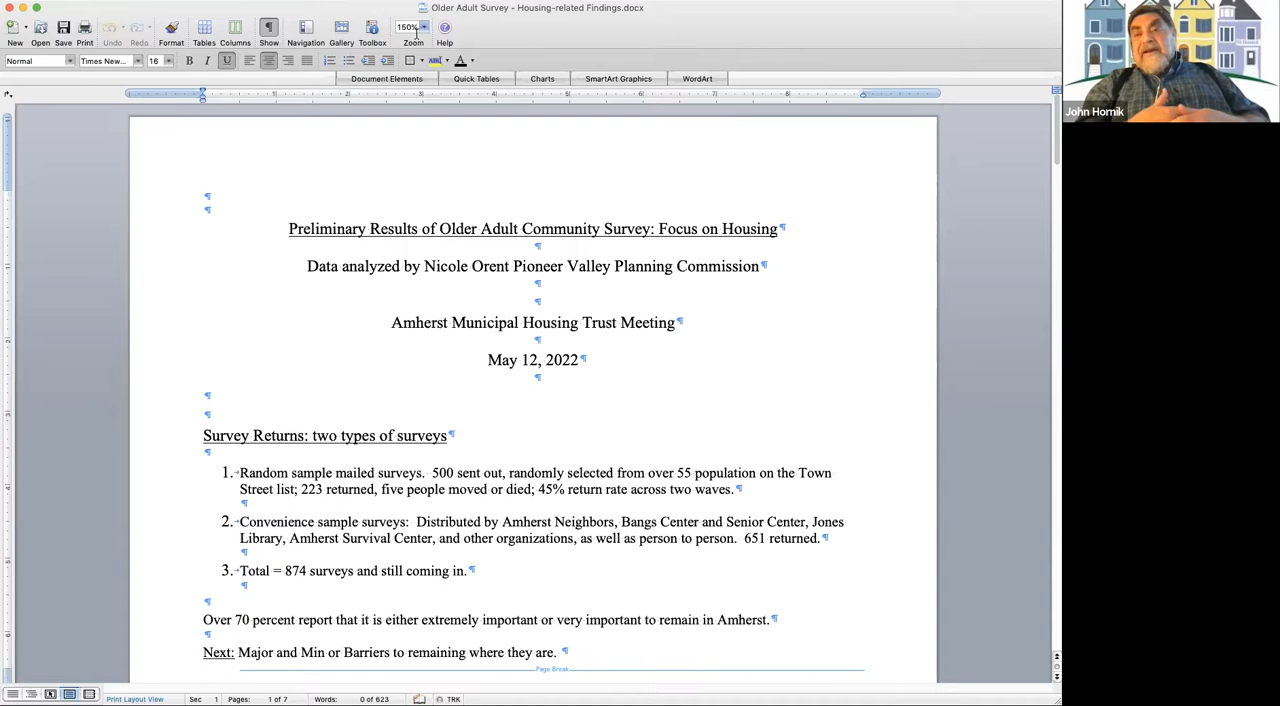 Older Adult Survey - Housing-related Findings.docx
New Open Save Print Undo Redo Format Tables Columns Show Navigation Gallery Toolbox Zoom Help
150%
Normal Times New... 16 B I U
Document Elements Quick Tables Charts SmartArt Graphics WordArt
Preliminary Results of Older Adult Community Survey: Focus on Housing
Data analyzed by Nicole Orent Pioneer Valley Planning Commission
Amherst Municipal Housing Trust Meeting
May 12, 2022
Survey Returns: two types of surveys
1. Random sample mailed surveys.  500 sent out, randomly selected from over 55 population on the Town
Street list; 223 returned, five people moved or died; 45% return rate across two waves.
2. Convenience sample surveys:  Distributed by Amherst Neighbors, Bangs Center and Senior Center, Jones
Library, Amherst Survival Center, and other organizations, as well as person to person.  651 returned.
3. Total = 874 surveys and still coming in.
Over 70 percent report that it is either extremely important or very important to remain in Amherst.
Next: Major and Min or Barriers to remaining where they are.
Page Break
Print Layout View Sec 1 Pages: 1 of 7 Words: 0 of 623 TRK
John Hornik